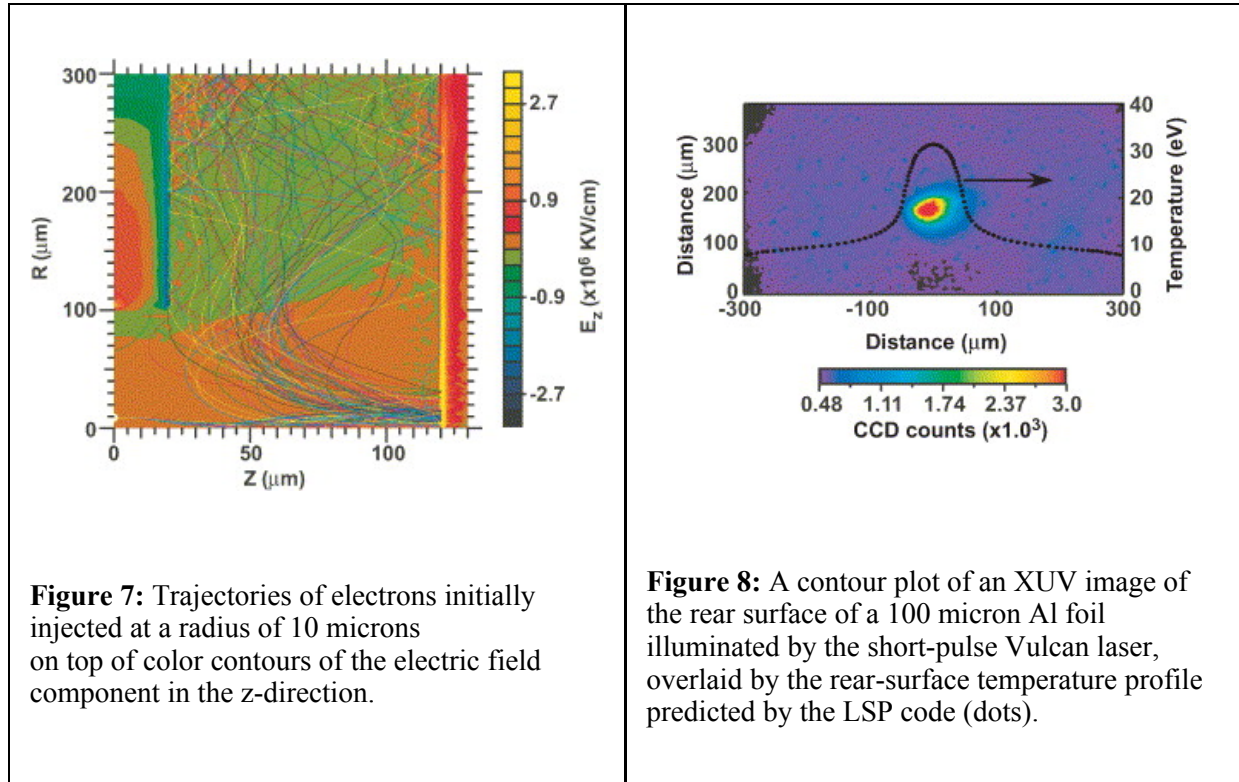 300
200
100
0
R (μm)
0
50
100
Z (μm)
2.7
0.9
-0.9
-2.7
E_z (x10^6 KV/cm)
Figure 7: Trajectories of electrons initially
injected at a radius of 10 microns
on top of color contours of the electric field
component in the z-direction.
300
200
100
0
Distance (μm)
40
30
20
10
0
Temperature (eV)
-300
-100
100
300
Distance (μm)
0.48
1.11
1.74
2.37
3.0
CCD counts (x1.0^3)
Figure 8: A contour plot of an XUV image of
the rear surface of a 100 micron Al foil
illuminated by the short-pulse Vulcan laser,
overlaid by the rear-surface temperature profile
predicted by the LSP code (dots).